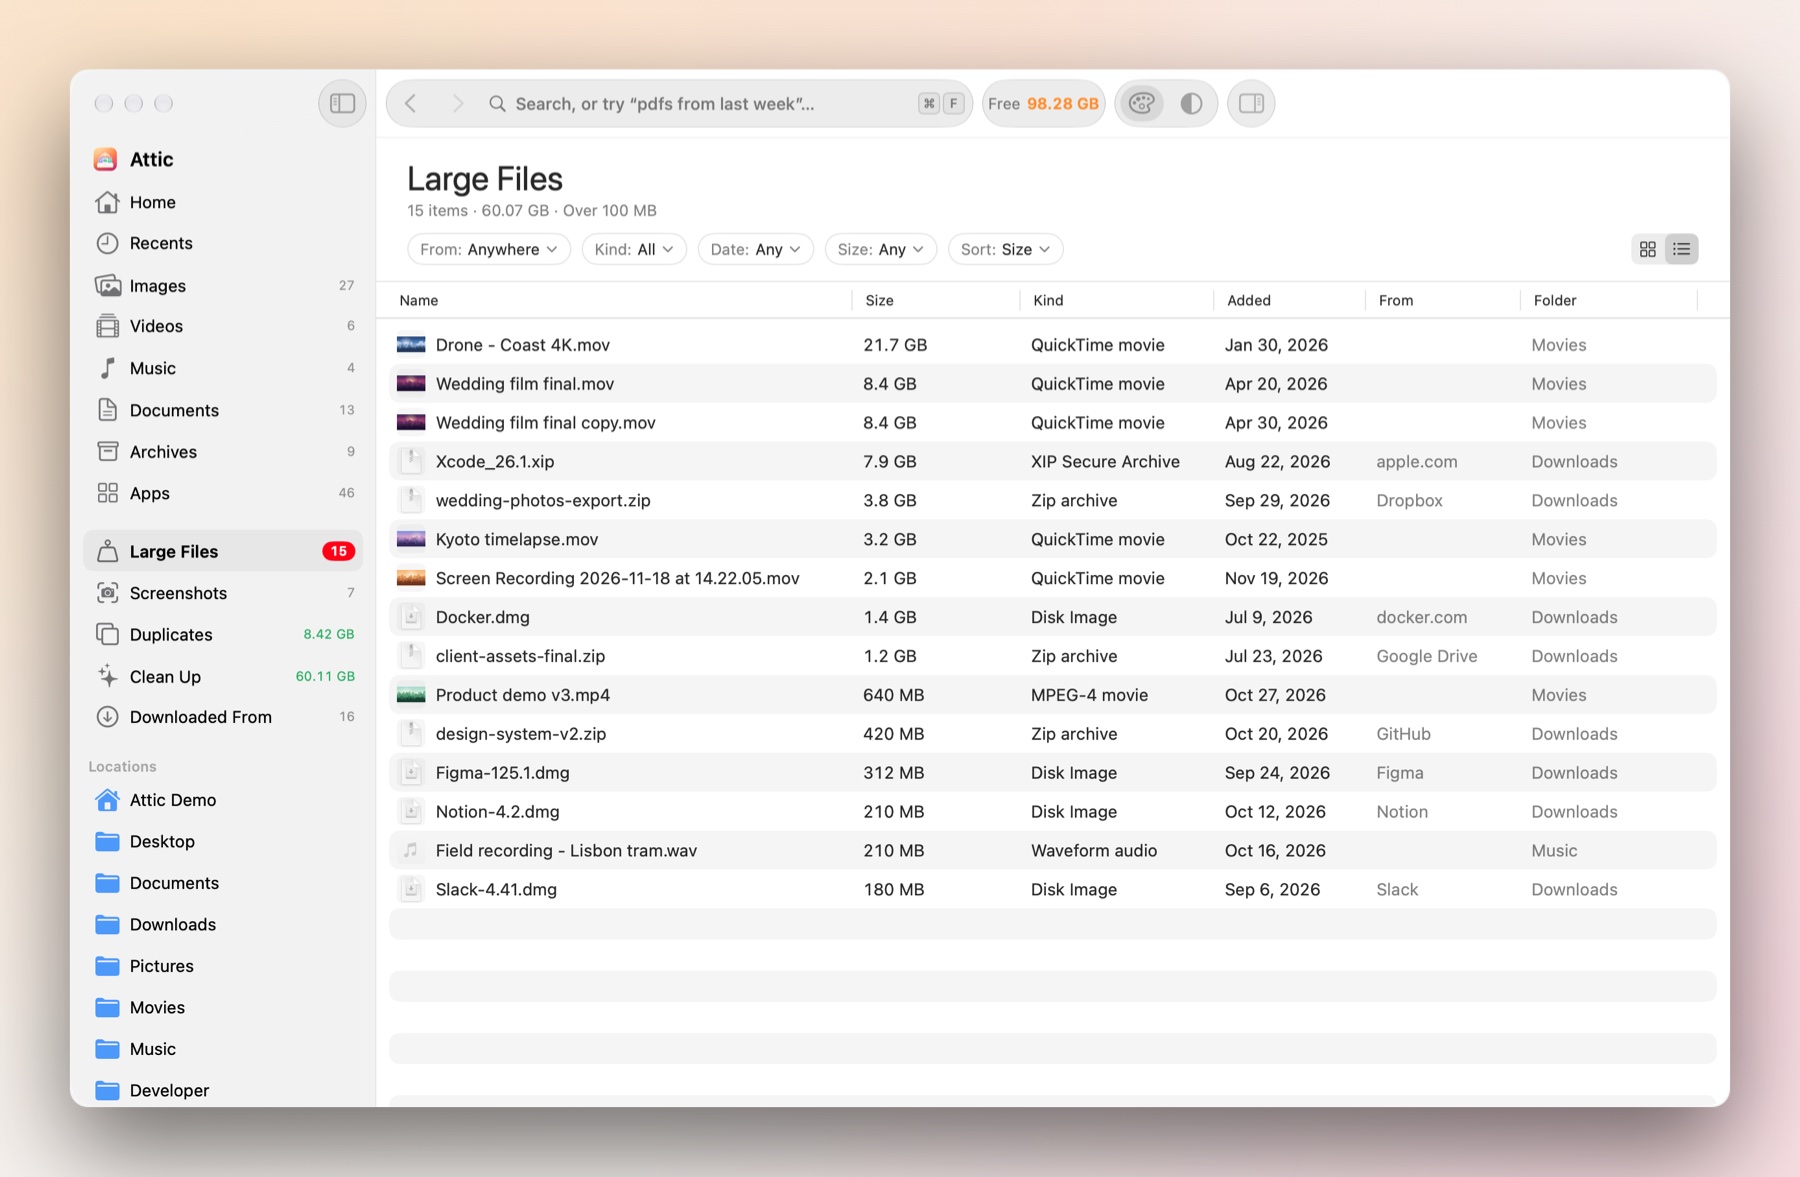 Search, or try “pdfs from last week”...
⌘ F
Free 98.28 GB
Attic
Home
Recents
Images 27
Videos 6
Music 4
Documents 13
Archives 9
Apps 46
Large Files 15
Screenshots 7
Duplicates 8.42 GB
Clean Up 60.11 GB
Downloaded From 16
Locations
Attic Demo
Desktop
Documents
Downloads
Pictures
Movies
Music
Developer
Large Files
15 items · 60.07 GB · Over 100 MB
From: Anywhere Kind: All Date: Any Size: Any Sort: Size
Name Size Kind Added From Folder
Drone - Coast 4K.mov 21.7 GB QuickTime movie Jan 30, 2026 Movies
Wedding film final.mov 8.4 GB QuickTime movie Apr 20, 2026 Movies
Wedding film final copy.mov 8.4 GB QuickTime movie Apr 30, 2026 Movies
Xcode_26.1.xip 7.9 GB XIP Secure Archive Aug 22, 2026 apple.com Downloads
wedding-photos-export.zip 3.8 GB Zip archive Sep 29, 2026 Dropbox Downloads
Kyoto timelapse.mov 3.2 GB QuickTime movie Oct 22, 2025 Movies
Screen Recording 2026-11-18 at 14.22.05.mov 2.1 GB QuickTime movie Nov 19, 2026 Movies
Docker.dmg 1.4 GB Disk Image Jul 9, 2026 docker.com Downloads
client-assets-final.zip 1.2 GB Zip archive Jul 23, 2026 Google Drive Downloads
Product demo v3.mp4 640 MB MPEG-4 movie Oct 27, 2026 Movies
design-system-v2.zip 420 MB Zip archive Oct 20, 2026 GitHub Downloads
Figma-125.1.dmg 312 MB Disk Image Sep 24, 2026 Figma Downloads
Notion-4.2.dmg 210 MB Disk Image Oct 12, 2026 Notion Downloads
Field recording - Lisbon tram.wav 210 MB Waveform audio Oct 16, 2026 Music
Slack-4.41.dmg 180 MB Disk Image Sep 6, 2026 Slack Downloads